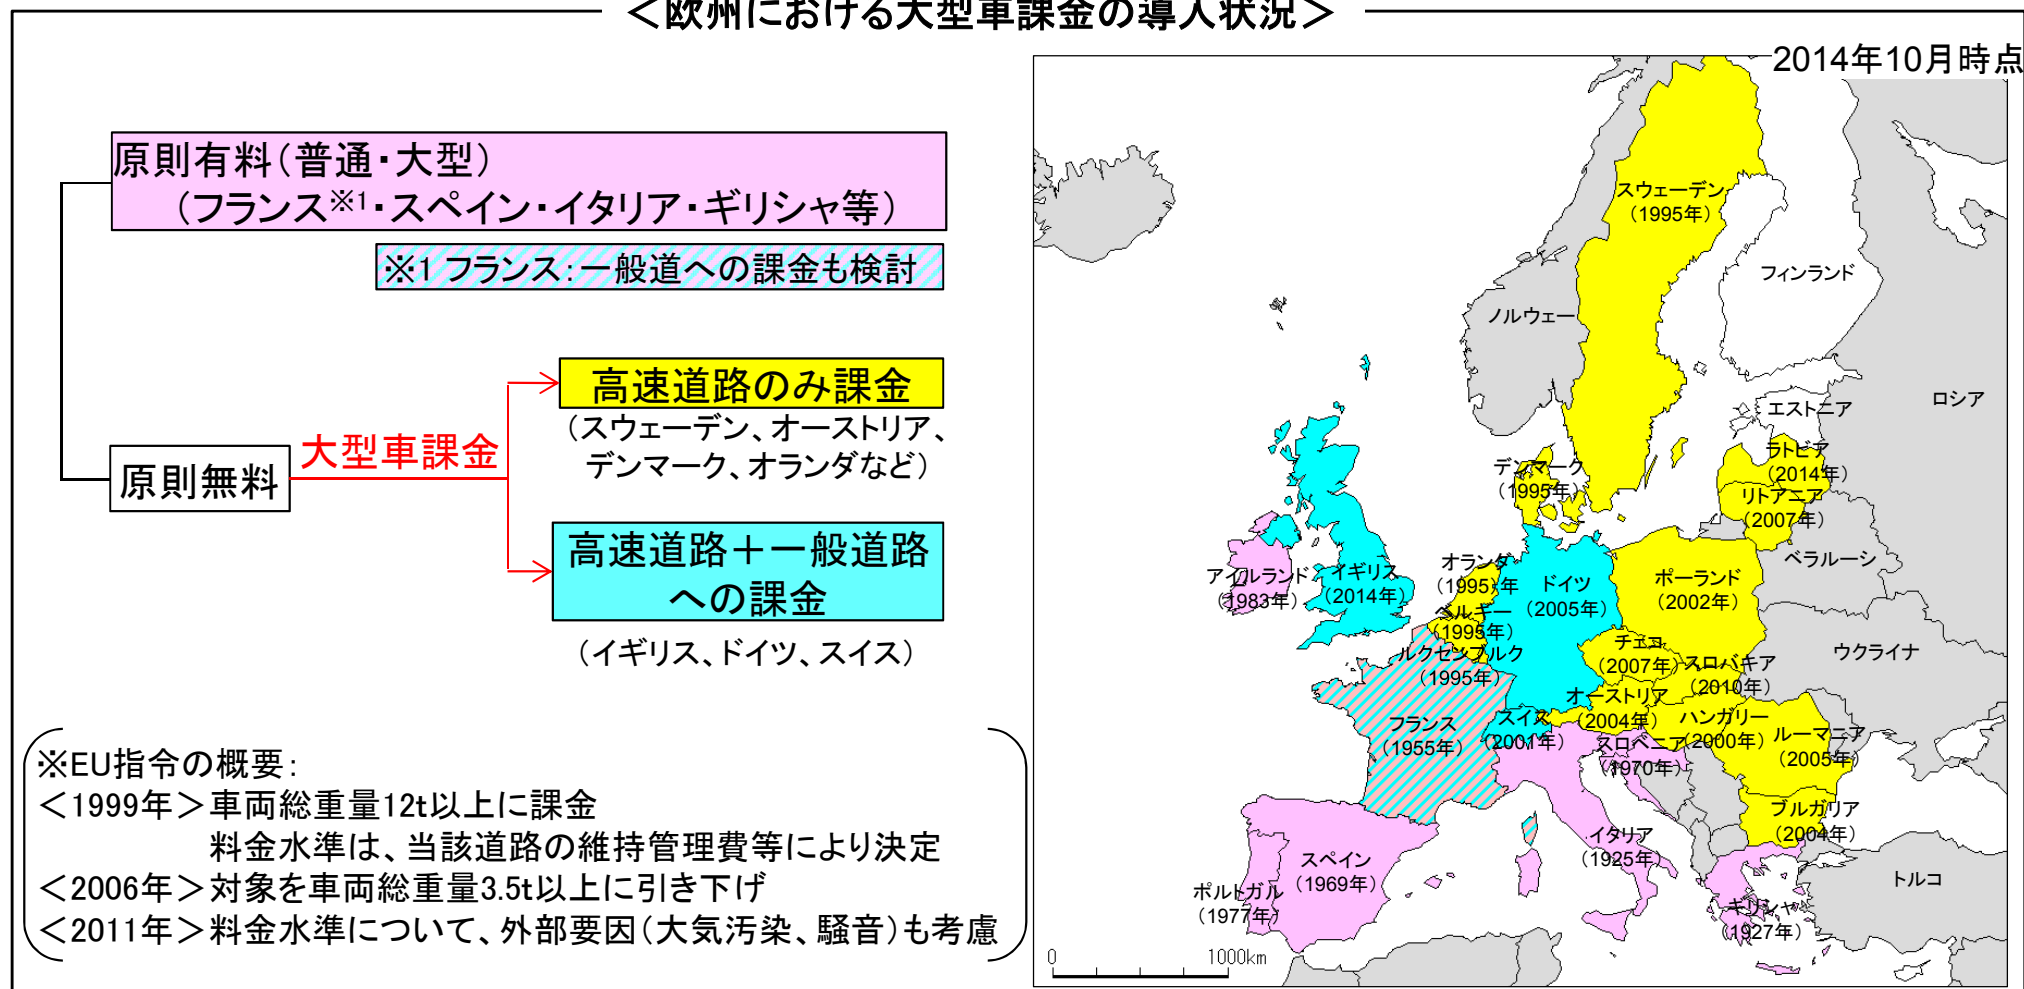 ＜欧州における大型車課金の導入状況＞
2014年10月時点
原則有料（普通・大型）
（フランス※1・スペイン・イタリア・ギリシャ等）
※1 フランス：一般道への課金も検討
高速道路のみ課金
（スウェーデン、オーストリア、
デンマーク、オランダなど）
大型車課金
原則無料
高速道路＋一般道路
への課金
（イギリス、ドイツ、スイス）
※EU指令の概要：
＜1999年＞車両総重量12t以上に課金
料金水準は、当該道路の維持管理費等により決定
＜2006年＞対象を車両総重量3.5t以上に引き下げ
＜2011年＞料金水準について、外部要因（大気汚染、騒音）も考慮
スウェーデン
（1995年）
フィンランド
ノルウェー
ロシア
エストニア
ラトビア
（2014年）
リトアニア
（2007年）
デンマーク
（1995年）
ベラルーシ
オランダ
（1995）年
アイルランド
（1983年）
イギリス
（2014年）
ドイツ
（2005年）
ポーランド
（2002年）
ベルギー
（1995年）
チェコ
（2007年）
ルクセンブルク
（1995年）
スロバキア
（2010年）
ウクライナ
オーストリア
（2004年）
フランス
（1955年）
スイス
（2001年）
ハンガリー
（2000年）
スロベニア
（1970年）
ルーマニア
（2005年）
ブルガリア
（2004年）
イタリア
（1925年）
スペイン
（1969年）
ポルトガル
（1977年）
ギリシャ
（1927年）
トルコ
0
1000km